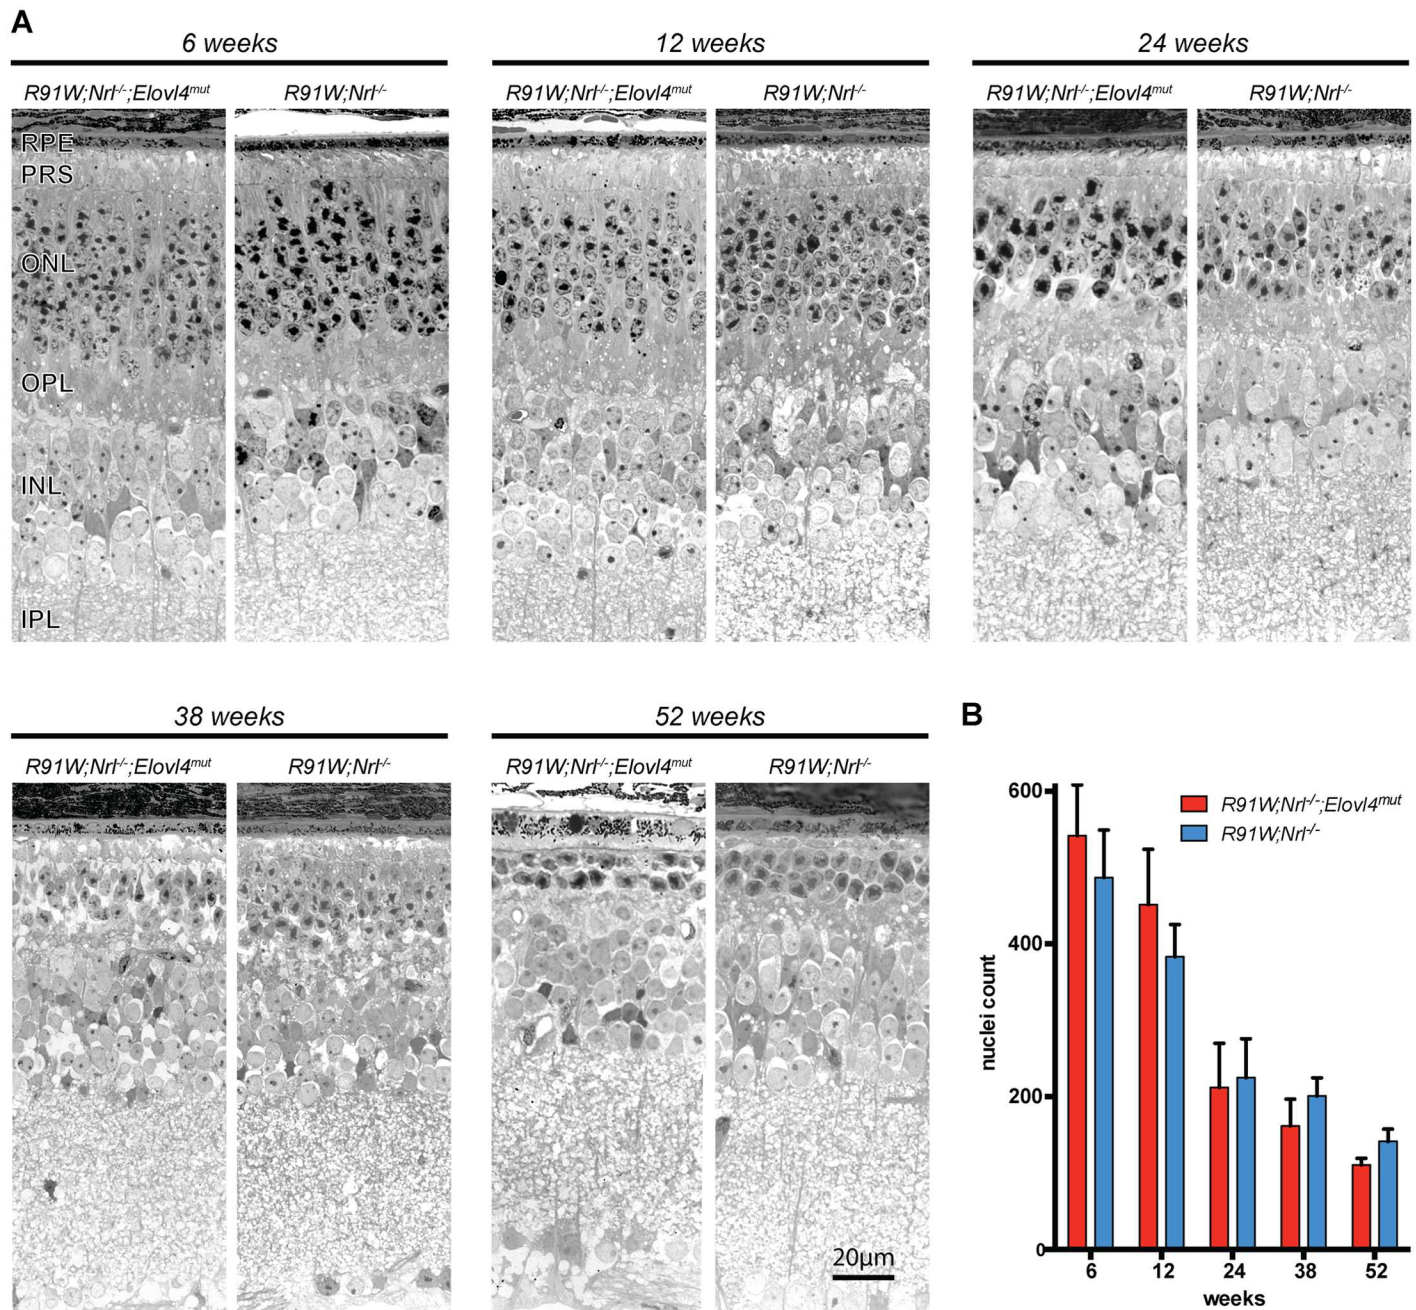 A
6 weeks
12 weeks
24 weeks
R91W;Nrl-/-;Elovl4mut
R91W;Nrl-/-
R91W;Nrl-/-;Elovl4mut
R91W;Nrl-/-
R91W;Nrl-/-;Elovl4mut
R91W;Nrl-/-
RPE
PRS
ONL
OPL
INL
IPL
38 weeks
52 weeks
R91W;Nrl-/-;Elovl4mut
R91W;Nrl-/-
R91W;Nrl-/-;Elovl4mut
R91W;Nrl-/-
20µm
B
600
400
200
0
nuclei count
R91W;Nrl-/-;Elovl4mut
R91W;Nrl-/-
6 12 24 38 52
weeks